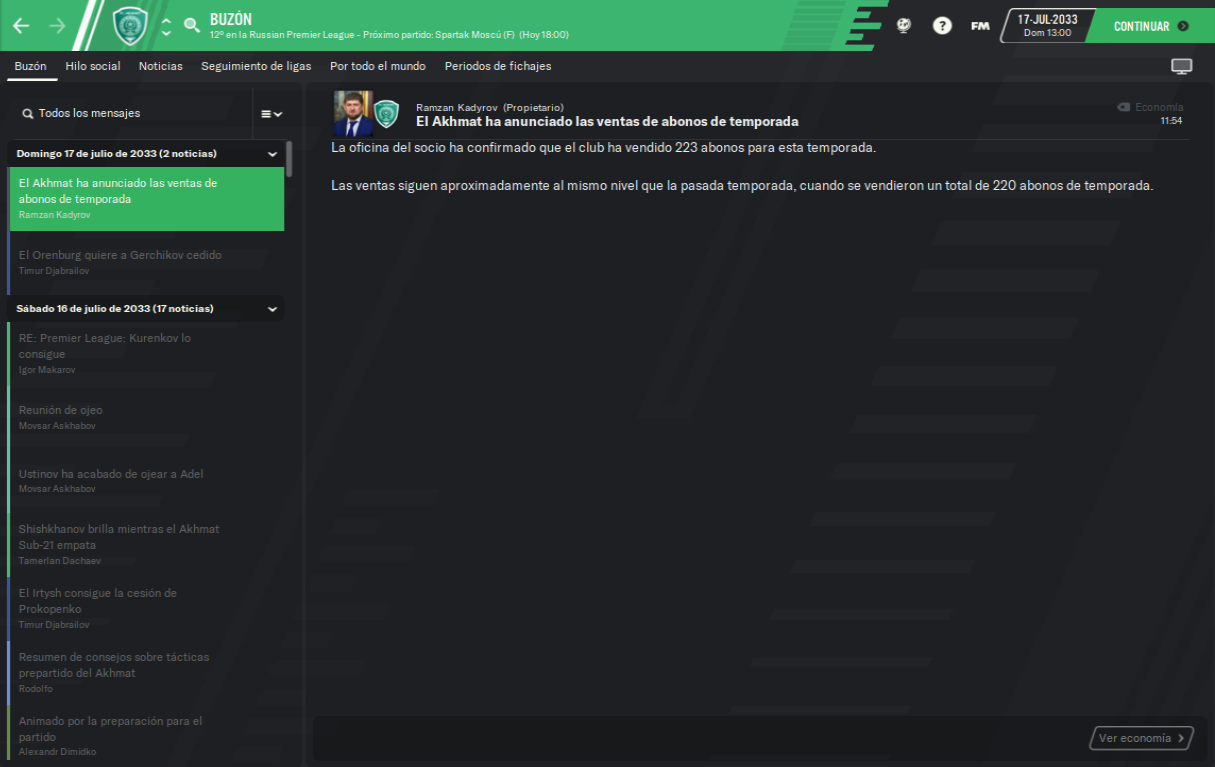 BUZÓN
12º en la Russian Premier League - Próximo partido: Spartak Moscú (F) (Hoy 18:00)
?
FM
17-JUL-2033
Dom 13:00
CONTINUAR
Buzón
Hilo social
Noticias
Seguimiento de ligas
Por todo el mundo
Periodos de fichajes
Todos los mensajes
Domingo 17 de julio de 2033 (2 noticias)
El Akhmat ha anunciado las ventas de
abonos de temporada
Ramzan Kadyrov
El Orenburg quiere a Gerchikov cedido
Timur Djabrailov
Sábado 16 de julio de 2033 (17 noticias)
RE: Premier League: Kurenkov lo
consigue
Igor Makarov
Reunión de ojeo
Movsar Askhabov
Ustinov ha acabado de ojear a Adel
Movsar Askhabov
Shishkhanov brilla mientras el Akhmat
Sub-21 empata
Tamerlan Dachaev
El Irtysh consigue la cesión de
Prokopenko
Timur Djabrailov
Resumen de consejos sobre tácticas
prepartido del Akhmat
Rodolfo
Animado por la preparación para el
partido
Alexandr Dimidko
Ramzan Kadyrov (Propietario)
El Akhmat ha anunciado las ventas de abonos de temporada
Economía
11:54
La oficina del socio ha confirmado que el club ha vendido 223 abonos para esta temporada.
Las ventas siguen aproximadamente al mismo nivel que la pasada temporada, cuando se vendieron un total de 220 abonos de temporada.
Ver economía